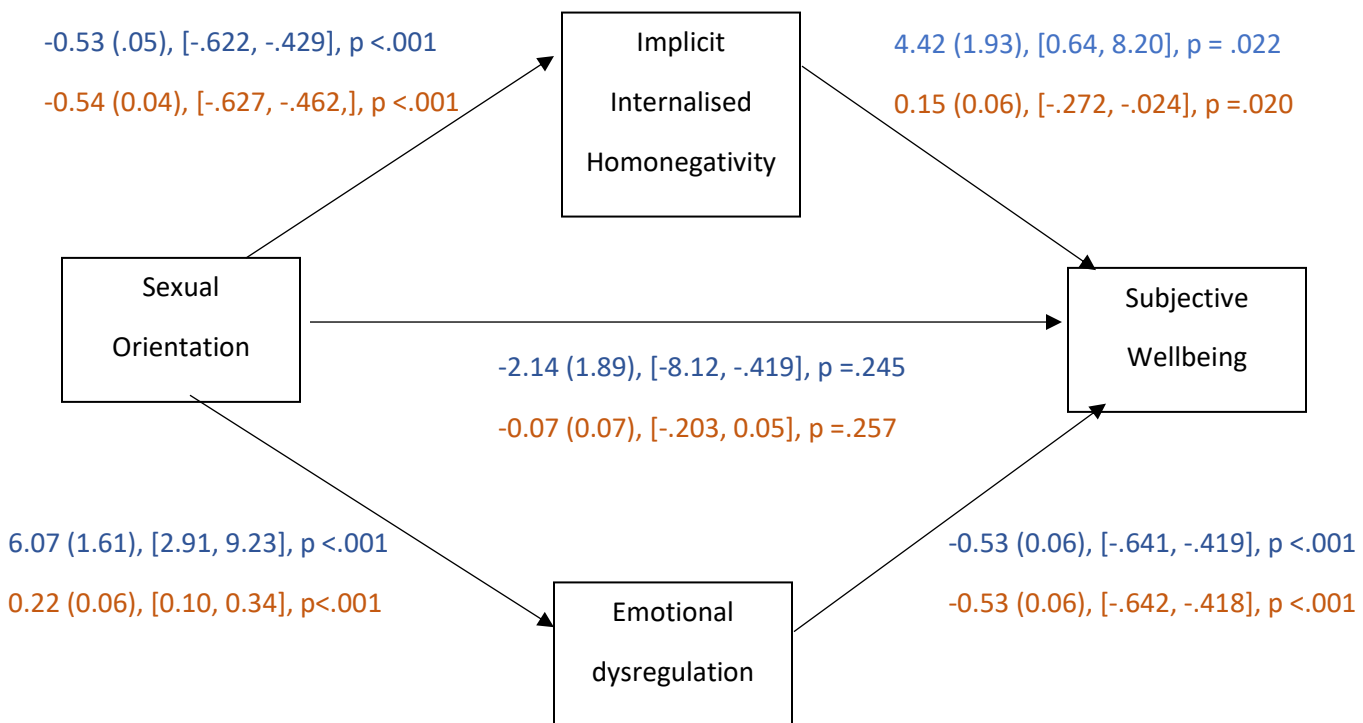 -0.53 (.05), [-.622, -.429], p <.001
-0.54 (0.04), [-.627, -.462,], p <.001
Implicit
Internalised
Homonegativity
4.42 (1.93), [0.64, 8.20], p = .022
0.15 (0.06), [-.272, -.024], p =.020
Sexual
Orientation
Subjective
Wellbeing
-2.14 (1.89), [-8.12, -.419], p =.245
-0.07 (0.07), [-.203, 0.05], p =.257
6.07 (1.61), [2.91, 9.23], p <.001
0.22 (0.06), [0.10, 0.34], p<.001
Emotional
dysregulation
-0.53 (0.06), [-.641, -.419], p <.001
-0.53 (0.06), [-.642, -.418], p <.001